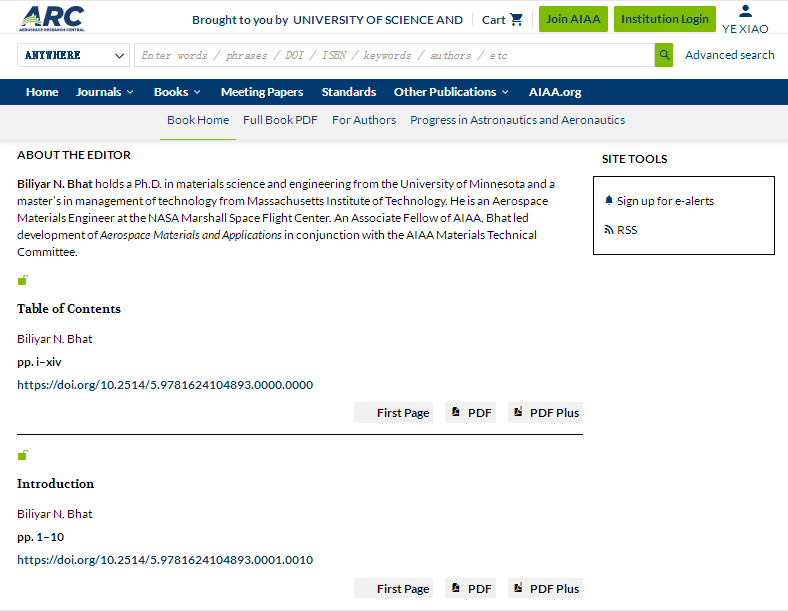 ARC
AEROSPACE RESEARCH CENTRAL
Brought to you by UNIVERSITY OF SCIENCE AND
Cart
Join AIAA
Institution Login
YE XIAO
ANYWHERE
Enter words / phrases / DOI / ISBN / keywords / authors / etc
Advanced search
Home Journals Books Meeting Papers Standards Other Publications AIAA.org
Book Home Full Book PDF For Authors Progress in Astronautics and Aeronautics
ABOUT THE EDITOR
Biliyar N. Bhat holds a Ph.D. in materials science and engineering from the University of Minnesota and a
master's in management of technology from Massachusetts Institute of Technology. He is an Aerospace
Materials Engineer at the NASA Marshall Space Flight Center. An Associate Fellow of AIAA, Bhat led
development of Aerospace Materials and Applications in conjunction with the AIAA Materials Technical
Committee.
SITE TOOLS
Sign up for e-alerts
RSS
Table of Contents
Biliyar N. Bhat
pp. i–xiv
https://doi.org/10.2514/5.9781624104893.0000.0000
First Page PDF PDF Plus
Introduction
Biliyar N. Bhat
pp. 1–10
https://doi.org/10.2514/5.9781624104893.0001.0010
First Page PDF PDF Plus